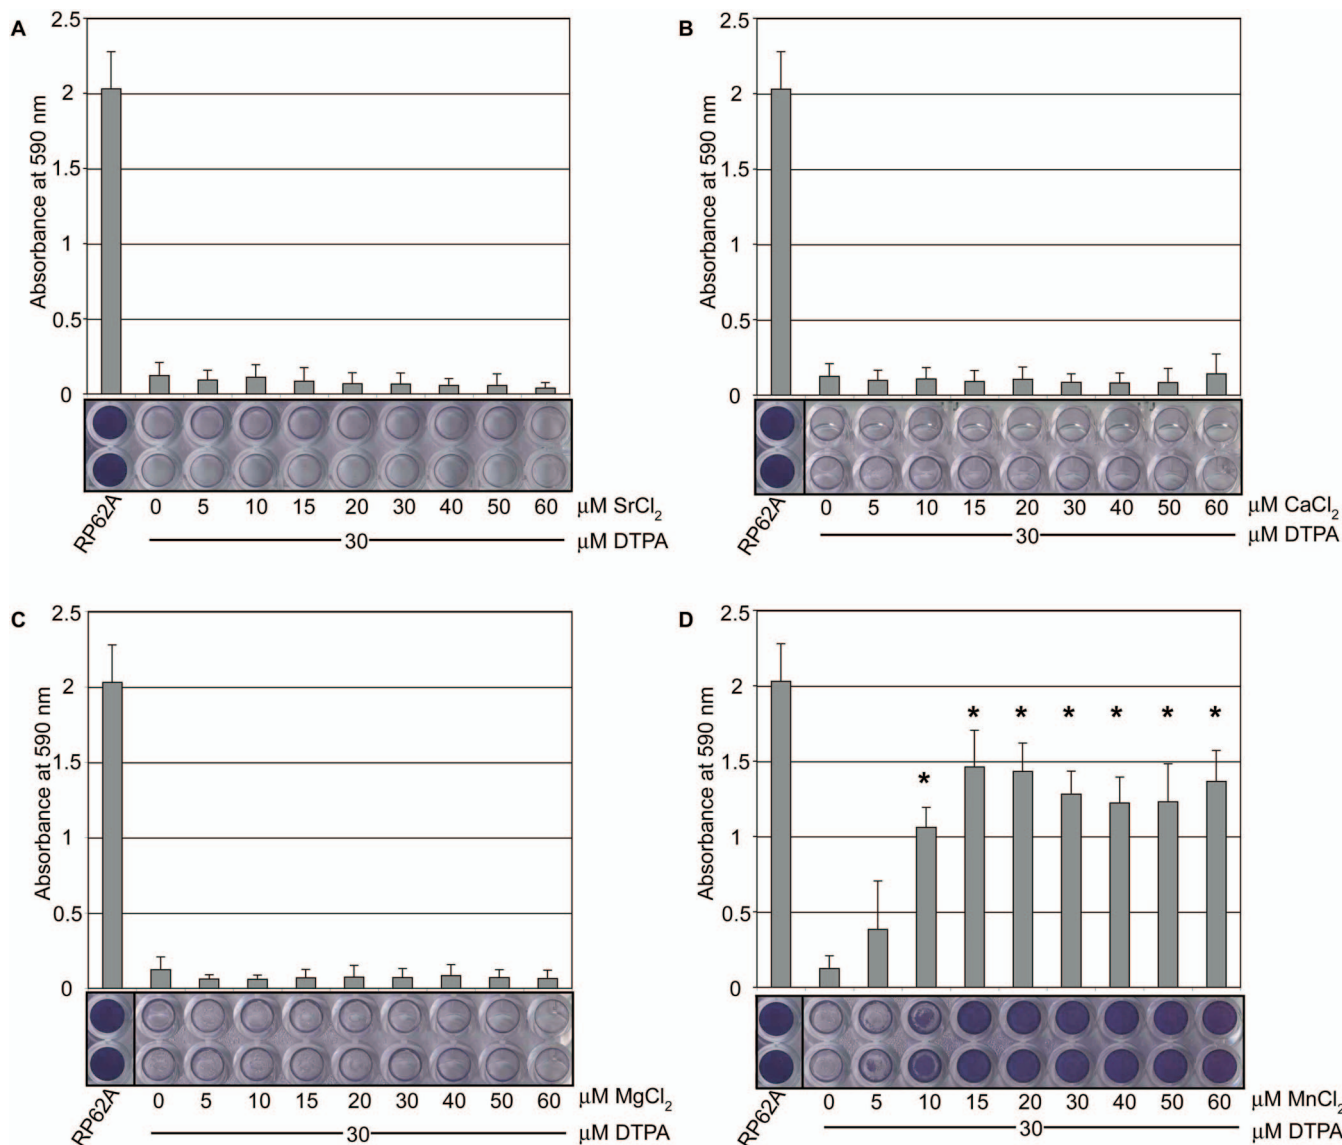 A
Absorbance at 590 nm
2.5
2
1.5
1
0.5
0
RP62A
0 5 10 15 20 30 40 50 60 μM SrCl₂
30 μM DTPA
B
Absorbance at 590 nm
2.5
2
1.5
1
0.5
0
RP62A
0 5 10 15 20 30 40 50 60 μM CaCl₂
30 μM DTPA
C
Absorbance at 590 nm
2.5
2
1.5
1
0.5
0
RP62A
0 5 10 15 20 30 40 50 60 μM MgCl₂
30 μM DTPA
D
Absorbance at 590 nm
2.5
2
1.5
1
0.5
0
* * * * * * *
RP62A
0 5 10 15 20 30 40 50 60 μM MnCl₂
30 μM DTPA